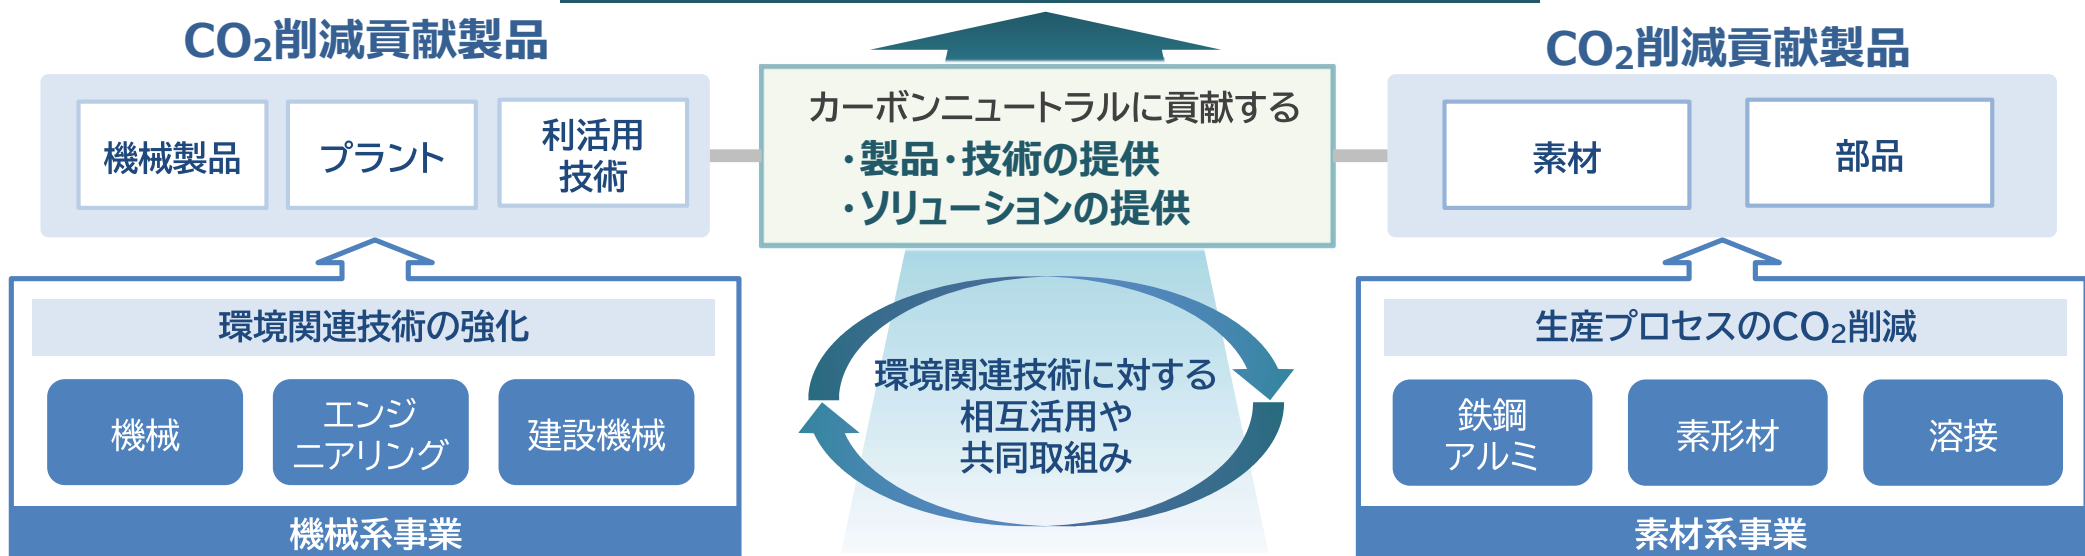 CO₂削減貢献製品
機械製品
プラント
利活用
技術
環境関連技術の強化
機械
エンジ
ニアリング
建設機械
機械系事業
カーボンニュートラルに貢献する
・製品・技術の提供
・ソリューションの提供
環境関連技術に対する
相互活用や
共同取組み
CO₂削減貢献製品
素材
部品
生産プロセスのCO₂削減
鉄鋼
アルミ
素形材
溶接
素材系事業